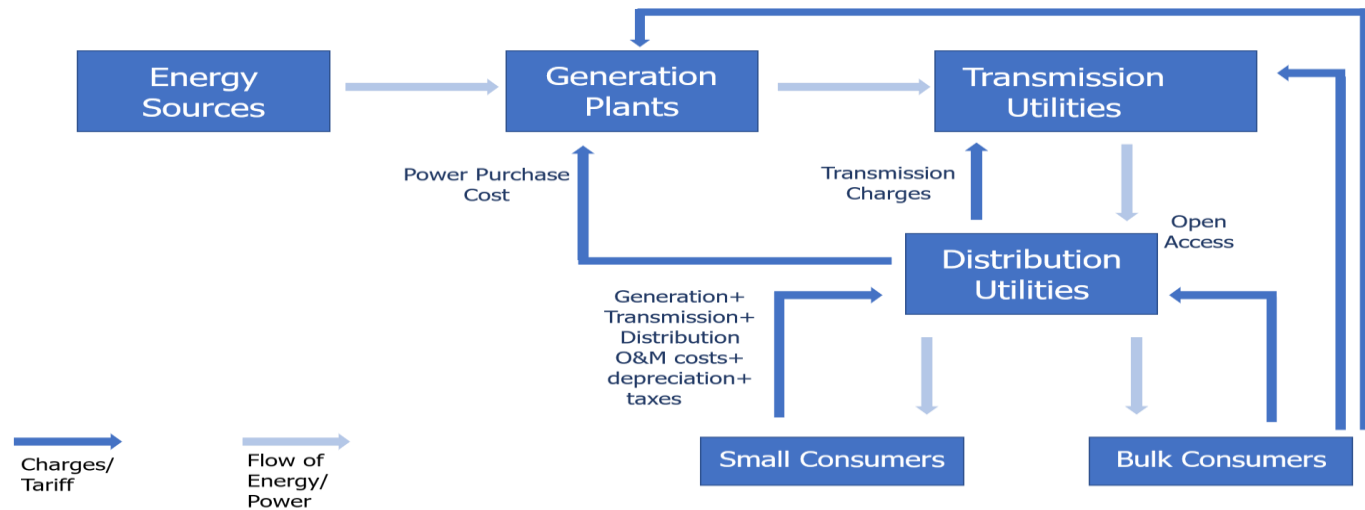 Energy
Sources
Generation
Plants
Transmission
Utilities
Power Purchase
Cost
Transmission
Charges
Open
Access
Distribution
Utilities
Generation+
Transmission+
Distribution
O&M costs+
depreciation+
taxes
Small Consumers
Bulk Consumers
Charges/
Tariff
Flow of
Energy/
Power